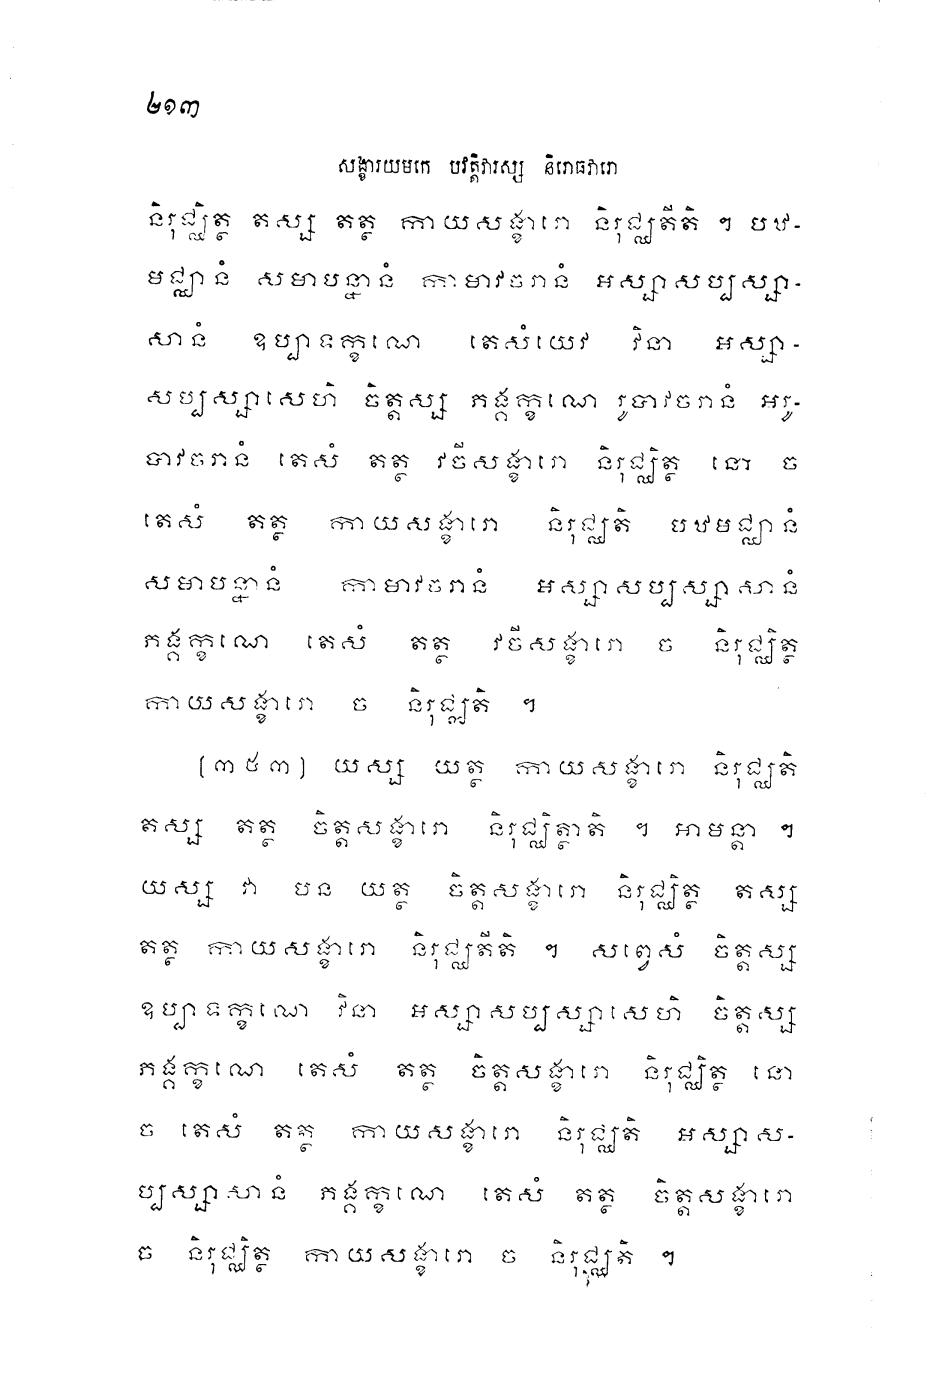 ២១៣
សង្ខារយមកេ បវត្តិវារស្ស និរោធវារោ
និរុជ្ឈិត្ថ តស្ស តត្ថ កាយសង្ខារោ និរុជ្ឈតីតិ ។ បឋ-
មជ្ឈានំ សមាបន្នានំ កាមាវចរានំ អស្សាសប្បស្សា-
សានំ ឧប្បាទក្ខណេ តេសំយេវ វិនា អស្សា-
សប្បស្សាសេហិ ចិត្តស្ស ភង្គក្ខណេ រូបាវចរានំ អរូ-
បាវចរានំ តេសំ តត្ថ វចីសង្ខារោ និរុជ្ឈិត្ថ នោ ច
តេសំ តត្ថ កាយសង្ខារោ និរុជ្ឈតិ បឋមជ្ឈានំ
សមាបន្នានំ កាមាវចរានំ អស្សាសប្បស្សាសានំ
ភង្គក្ខណេ តេសំ តត្ថ វចីសង្ខារោ ច និរុជ្ឈិត្ថ
កាយសង្ខារោ ច និរុជ្ឈតិ ។
(៣៥៣) យស្ស យត្ថ កាយសង្ខារោ និរុជ្ឈតិ
តស្ស តត្ថ ចិត្តសង្ខារោ និរុជ្ឈិត្ថាតិ ។ អាមន្តា ។
យស្ស វា បន យត្ថ ចិត្តសង្ខារោ និរុជ្ឈិត្ថ តស្ស
តត្ថ កាយសង្ខារោ និរុជ្ឈតីតិ ។ សព្វេសំ ចិត្តស្ស
ឧប្បាទក្ខណេ វិនា អស្សាសប្បស្សាសេហិ ចិត្តស្ស
ភង្គក្ខណេ តេសំ តត្ថ ចិត្តសង្ខារោ និរុជ្ឈិត្ថ នោ
ច តេសំ តត្ថ កាយសង្ខារោ និរុជ្ឈតិ អស្សាស-
ប្បស្សាសានំ ភង្គក្ខណេ តេសំ តត្ថ ចិត្តសង្ខារោ
ច និរុជ្ឈិត្ថ កាយសង្ខារោ ច និរុជ្ឈតិ ។